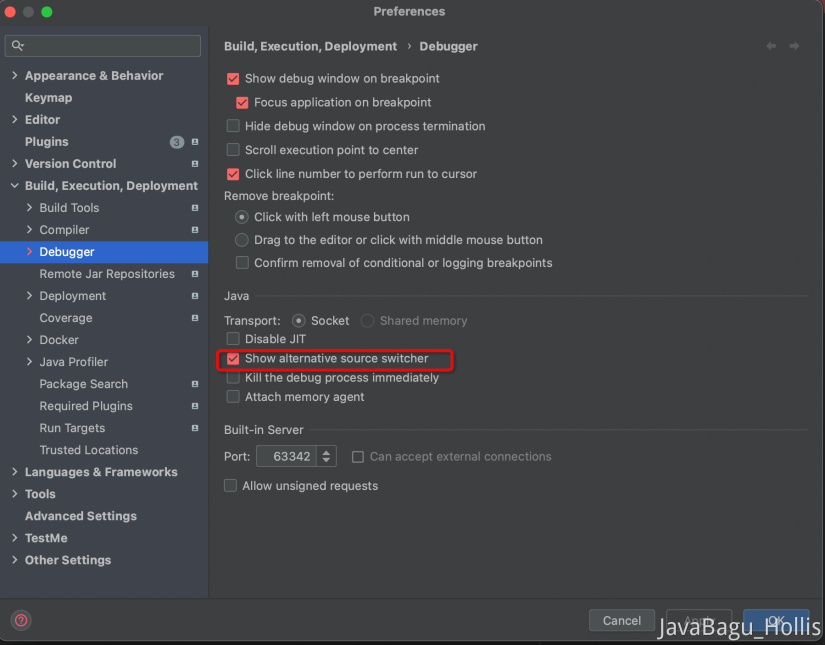 Preferences
Appearance & Behavior
Keymap
Editor
Plugins 3
Version Control
Build, Execution, Deployment
Build Tools
Compiler
Debugger
Remote Jar Repositories
Deployment
Coverage
Docker
Java Profiler
Package Search
Required Plugins
Run Targets
Trusted Locations
Languages & Frameworks
Tools
Advanced Settings
TestMe
Other Settings
Build, Execution, Deployment › Debugger
Show debug window on breakpoint
Focus application on breakpoint
Hide debug window on process termination
Scroll execution point to center
Click line number to perform run to cursor
Remove breakpoint:
Click with left mouse button
Drag to the editor or click with middle mouse button
Confirm removal of conditional or logging breakpoints
Java
Transport: Socket Shared memory
Disable JIT
Show alternative source switcher
Kill the debug process immediately
Attach memory agent
Built-in Server
Port: 63342 Can accept external connections
Allow unsigned requests
? Cancel Apply OK
JavaBagu_Hollis